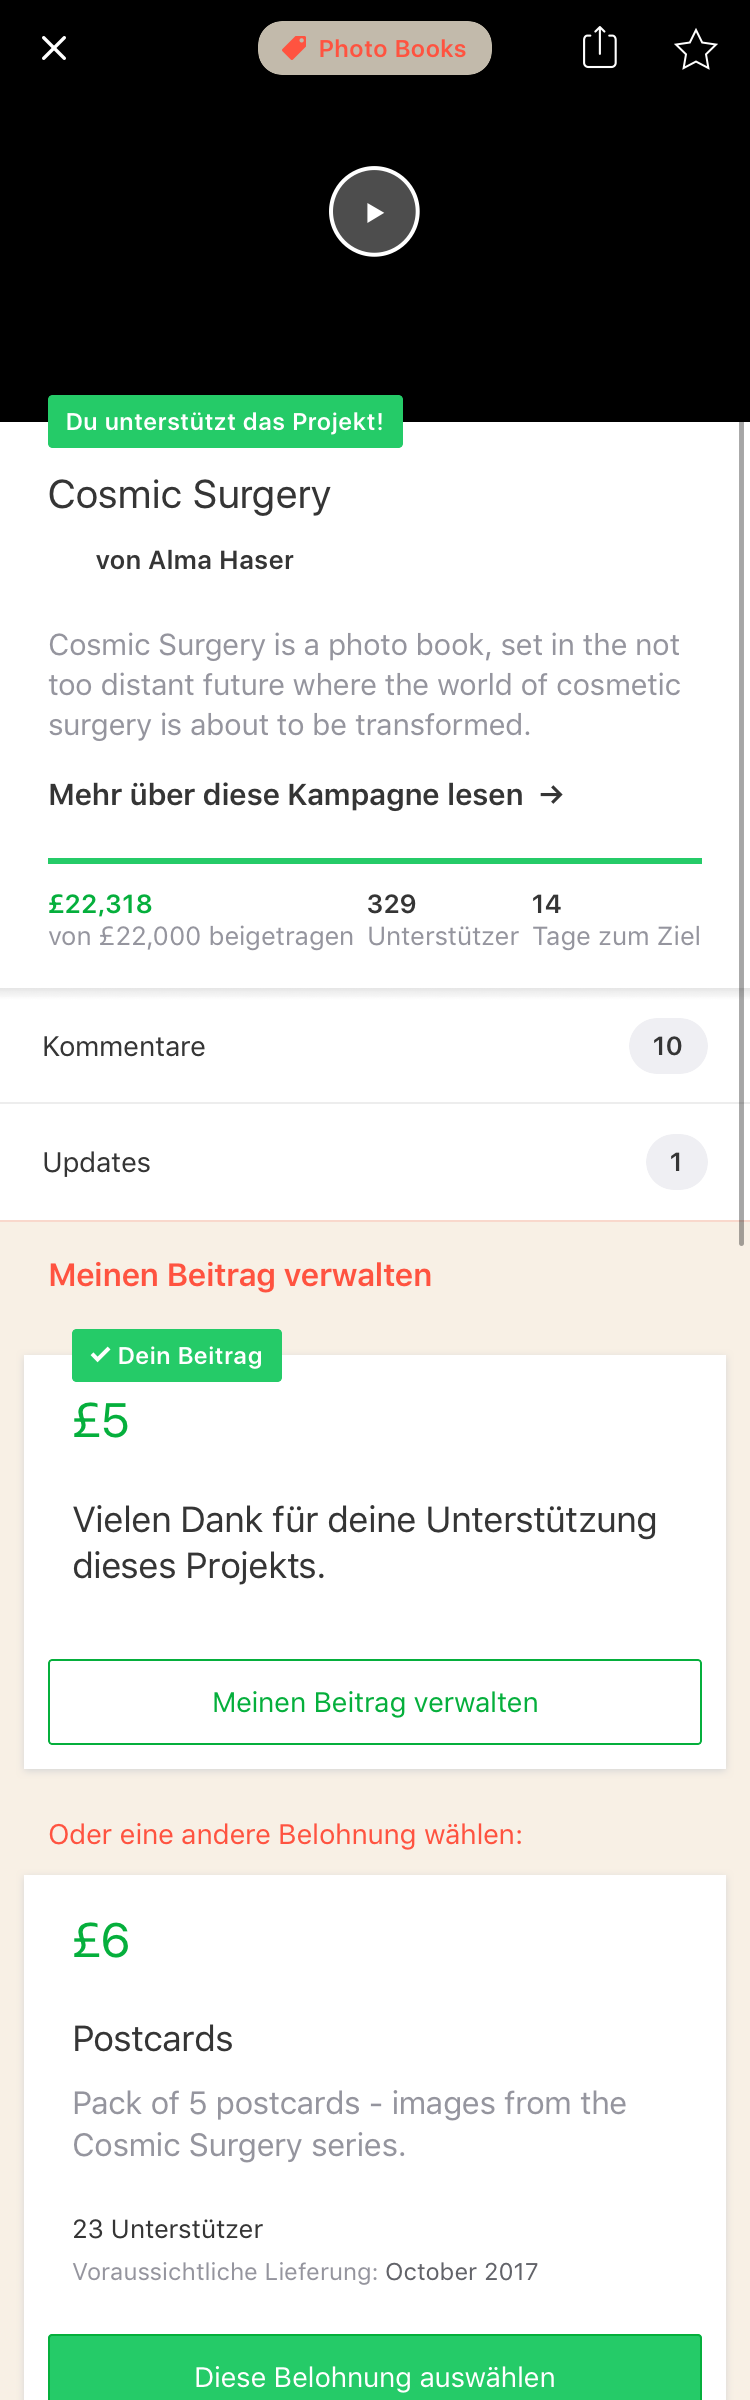 Photo Books
Du unterstützt das Projekt!
Cosmic Surgery
von Alma Haser
Cosmic Surgery is a photo book, set in the not
too distant future where the world of cosmetic
surgery is about to be transformed.
Mehr über diese Kampagne lesen →
£22,318
von £22,000 beigetragen
329
Unterstützer
14
Tage zum Ziel
Kommentare
10
Updates
1
Meinen Beitrag verwalten
Dein Beitrag
£5
Vielen Dank für deine Unterstützung
dieses Projekts.
Meinen Beitrag verwalten
Oder eine andere Belohnung wählen:
£6
Postcards
Pack of 5 postcards - images from the
Cosmic Surgery series.
23 Unterstützer
Voraussichtliche Lieferung: October 2017
Diese Belohnung auswählen